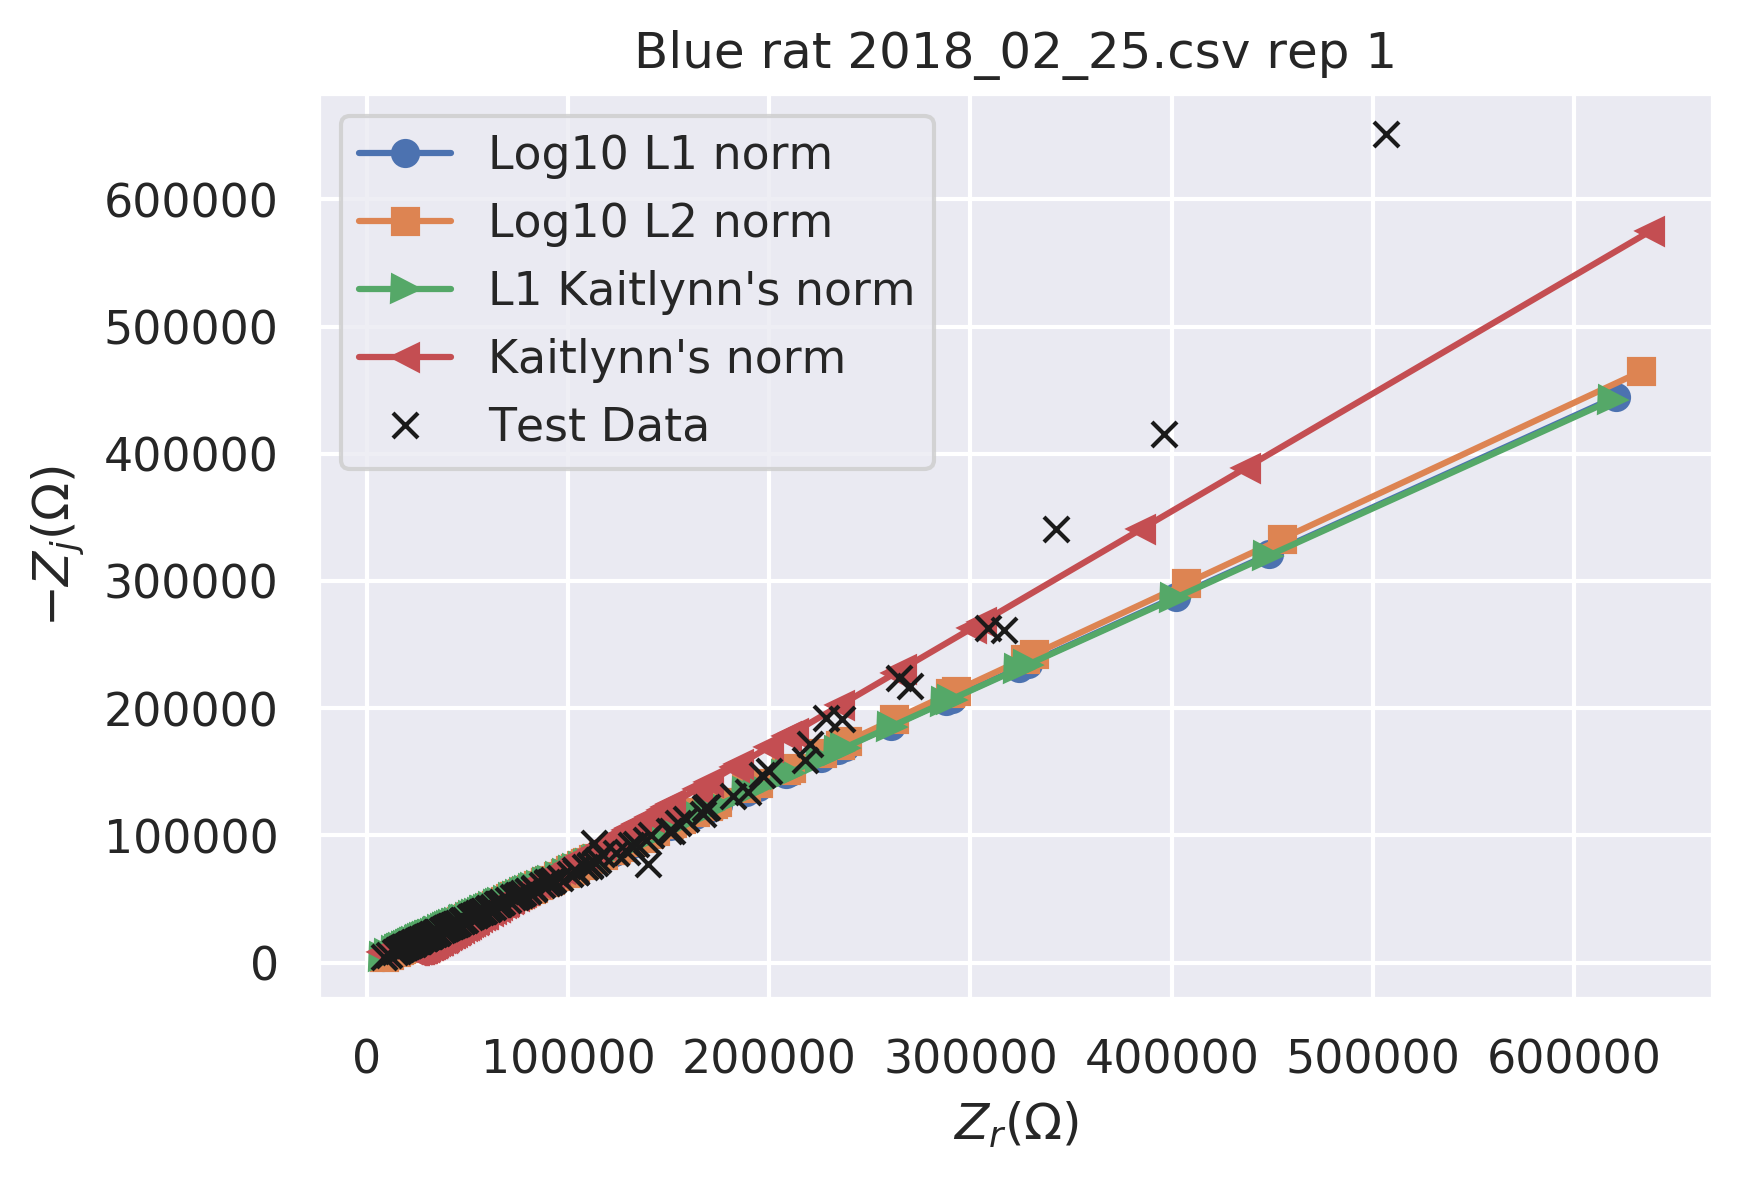 Blue rat 2018_02_25.csv rep 1
Log10 L1 norm
Log10 L2 norm
L1 Kaitlynn's norm
Kaitlynn's norm
Test Data
600000
500000
400000
300000
200000
100000
0
−Z_j(Ω)
0 100000 200000 300000 400000 500000 600000
Z_r(Ω)